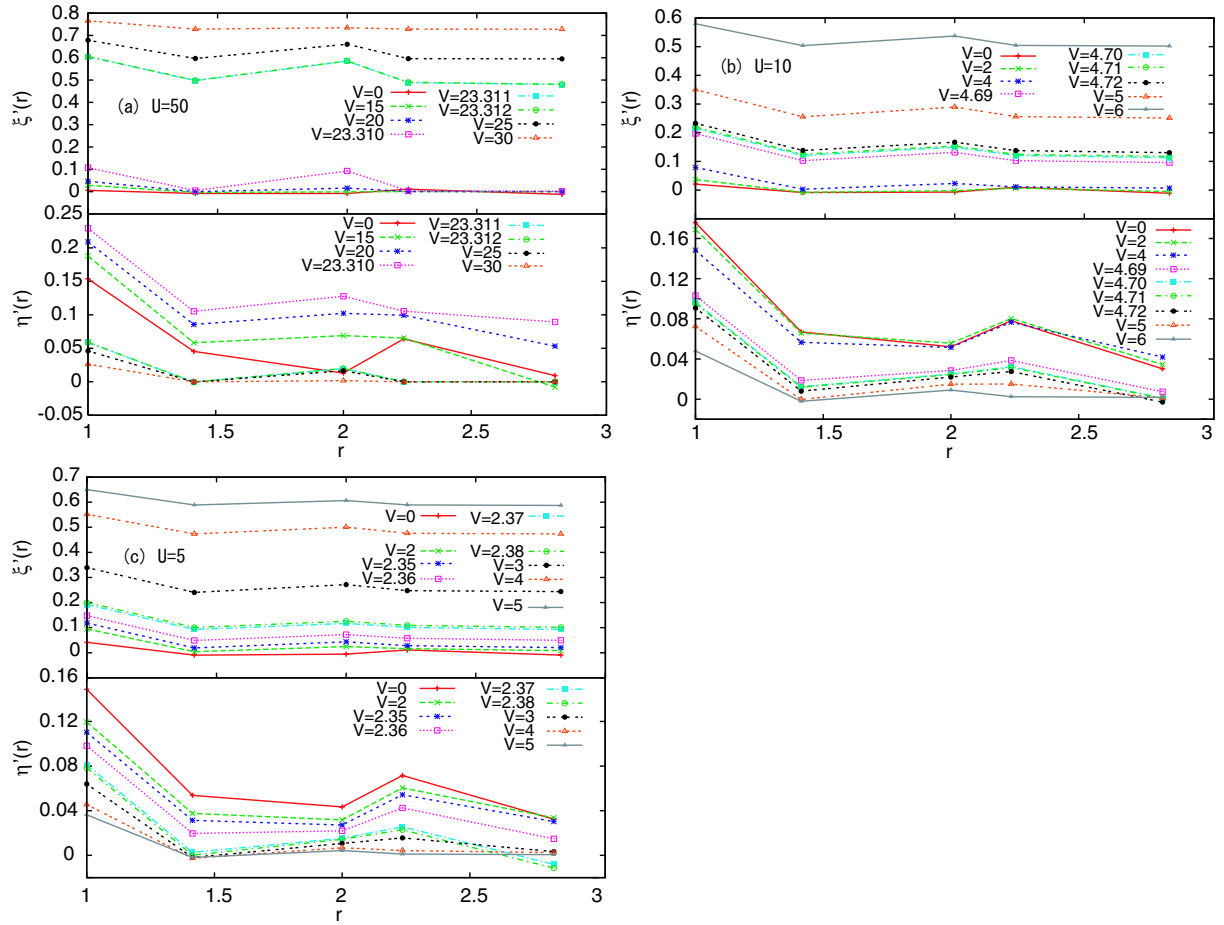 ξ'(r)
0.8
0.7
0.6
0.5
0.4
0.3
0.2
0.1
0
(a) U=50
V=0
V=15
V=20
V=23.310
V=23.311
V=23.312
V=25
V=30
η'(r)
0.25
0.2
0.15
0.1
0.05
0
-0.05
V=0
V=15
V=20
V=23.310
V=23.311
V=23.312
V=25
V=30
1
1.5
2
2.5
3
r
ξ'(r)
0.6
0.5
0.4
0.3
0.2
0.1
0
(b) U=10
V=0
V=2
V=4
V=4.69
V=4.70
V=4.71
V=4.72
V=5
V=6
η'(r)
0.16
0.12
0.08
0.04
0
V=0
V=2
V=4
V=4.69
V=4.70
V=4.71
V=4.72
V=5
V=6
1
1.5
2
2.5
3
r
ξ'(r)
0.7
0.6
0.5
0.4
0.3
0.2
0.1
0
(c) U=5
V=0
V=2
V=2.35
V=2.36
V=2.37
V=2.38
V=3
V=4
V=5
η'(r)
0.16
0.12
0.08
0.04
0
V=0
V=2
V=2.35
V=2.36
V=2.37
V=2.38
V=3
V=4
V=5
1
1.5
2
2.5
3
r